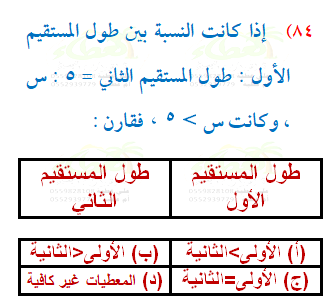 ٨٤) إذا كانت النسبة بين طول المستقيم
الأول : طول المستقيم الثاني = ٥ : س
، وكانت س > ٥ ، فقارن :
طول المستقيم الأول
طول المستقيم الثاني
(أ) الأولى>الثانية
(ب) الأولى<الثانية
(ج) الأولى=الثانية
(د) المعطيات غير كافية